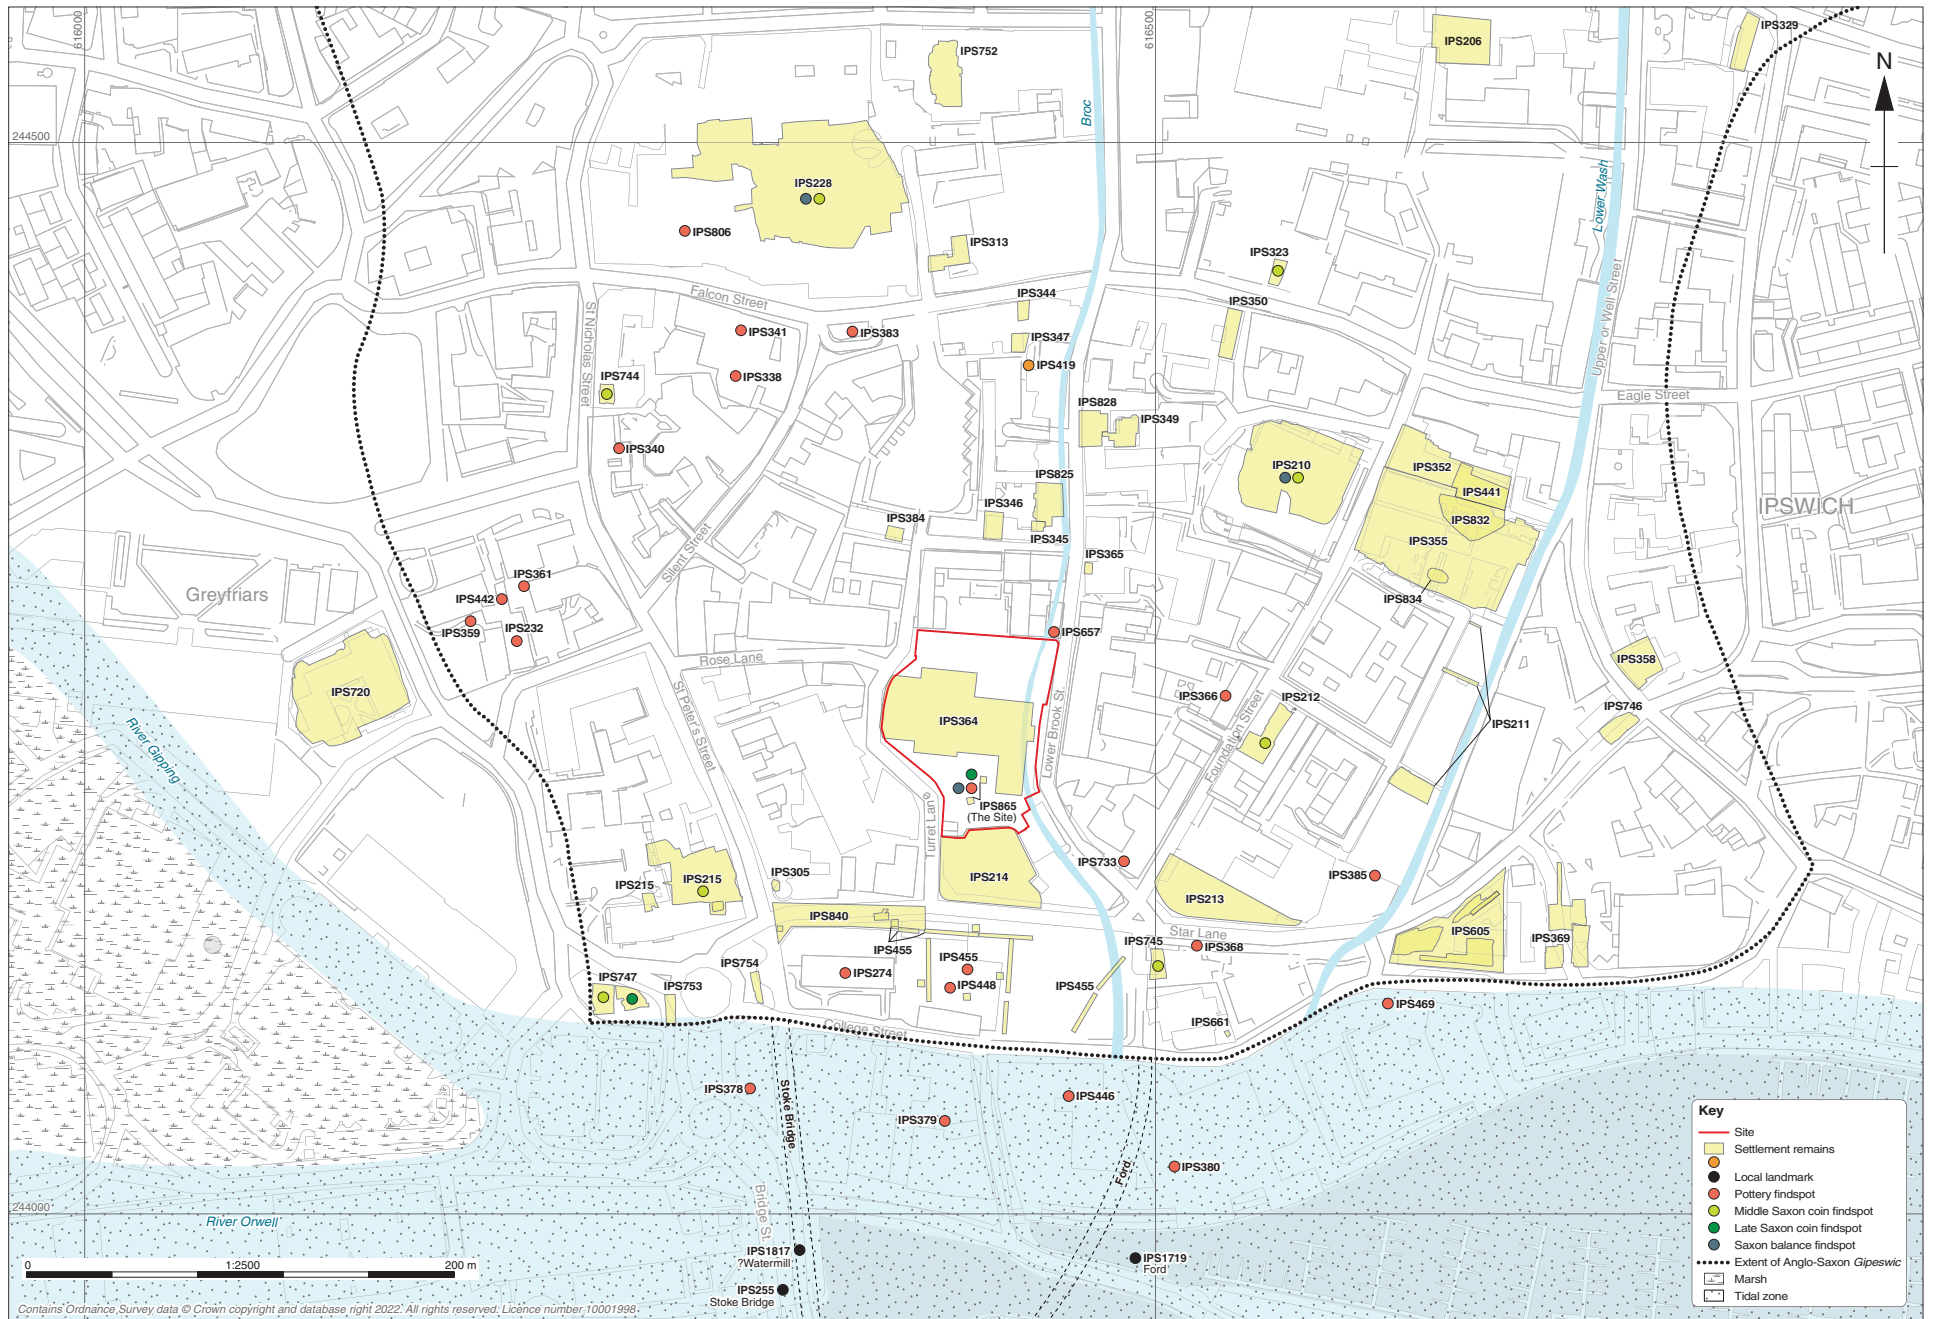 616000
616500
IPS329
IPS206
IPS752
N
Broc
244500
Lower Wash
IPS228
IPS806
IPS313
IPS323
Falcon Street
IPS344
IPS350
Upper or Well Street
St Nicholas Street
IPS341
IPS383
IPS347
IPS419
IPS744
IPS338
Eagle Street
IPS828
IPS349
IPS340
IPS210
IPS352
IPS825
IPS441
IPSWICH
IPS346
IPS384
IPS832
IPS345
IPS355
Silent Street
IPS365
IPS361
Greyfriars
IPS442
IPS834
IPS359
IPS232
IPS657
Rose Lane
IPS358
IPS720
St Peter's Street
IPS366
IPS212
IPS364
IPS746
IPS211
River Gipping
Lower Brook St.
Foundation Street
IPS865
(The Site)
Turret Lane
IPS733
IPS305
IPS215
IPS215
IPS214
IPS385
IPS213
IPS840
Star Lane
IPS605
IPS369
IPS455
IPS745
IPS368
IPS455
IPS754
IPS274
IPS747
IPS753
IPS448
IPS455
IPS469
IPS661
College Street
IPS378
Stoke Bridge
IPS446
IPS379
IPS380
Ford
244000
River Orwell
Bridge St.
IPS1817
?Watermill
IPS1719
Ford
IPS255
Stoke Bridge
0
1:2500
200 m
Contains Ordnance Survey data © Crown copyright and database right 2022. All rights reserved. Licence number 10001998
Key
Site
Settlement remains
Local landmark
Pottery findspot
Middle Saxon coin findspot
Late Saxon coin findspot
Saxon balance findspot
Extent of Anglo-Saxon Gipeswic
Marsh
Tidal zone